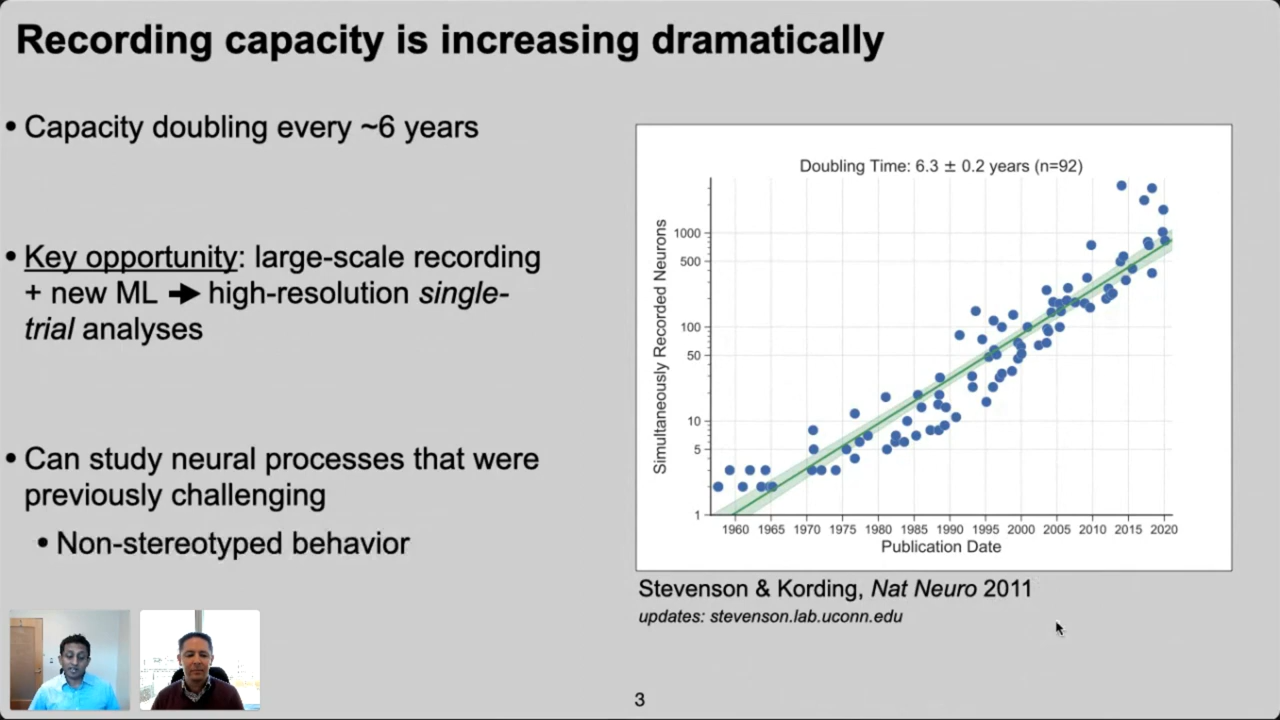 Recording capacity is increasing dramatically
• Capacity doubling every ~6 years
• Key opportunity: large-scale recording
+ new ML ➔ high-resolution single-
trial analyses
• Can study neural processes that were
previously challenging
• Non-stereotyped behavior
Doubling Time: 6.3 ± 0.2 years (n=92)
Simultaneously Recorded Neurons
1000
500
100
50
10
5
1
1960 1965 1970 1975 1980 1985 1990 1995 2000 2005 2010 2015 2020
Publication Date
Stevenson & Kording, Nat Neuro 2011
updates: stevenson.lab.uconn.edu
3